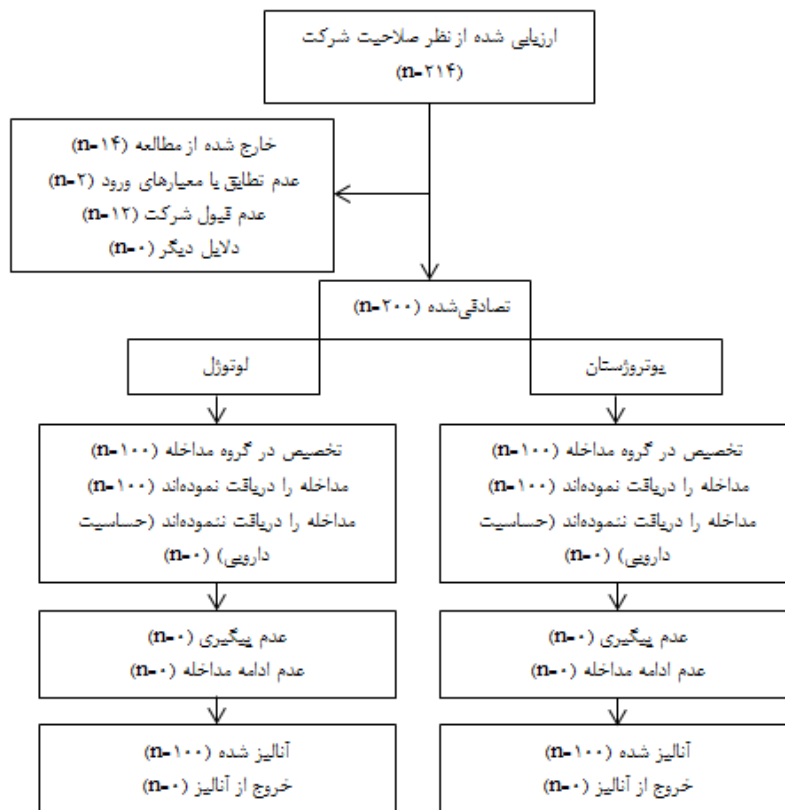 ارزیابی شده از نظر صلاحیت شرکت
(n=۲۱۴)
خارج شده از مطالعه (n=۱۴)
عدم تطابق با معیارهای ورود (n=۲)
عدم قبول شرکت (n=۱۲)
دلایل دیگر (n=۰)
تصادفی‌شده (n=۲۰۰)
یوتروژستان
لوتوژل
تخصیص در گروه مداخله (n=۱۰۰)
مداخله را دریافت نموده‌اند (n=۱۰۰)
مداخله را دریافت ننموده‌اند (حساسیت
دارویی) (n=۰)
تخصیص در گروه مداخله (n=۱۰۰)
مداخله را دریافت نموده‌اند (n=۱۰۰)
مداخله را دریافت ننموده‌اند (حساسیت
دارویی) (n=۰)
عدم پیگیری (n=۰)
عدم ادامه مداخله (n=۰)
عدم پیگیری (n=۰)
عدم ادامه مداخله (n=۰)
آنالیز شده (n=۱۰۰)
خروج از آنالیز (n=۰)
آنالیز شده (n=۱۰۰)
خروج از آنالیز (n=۰)